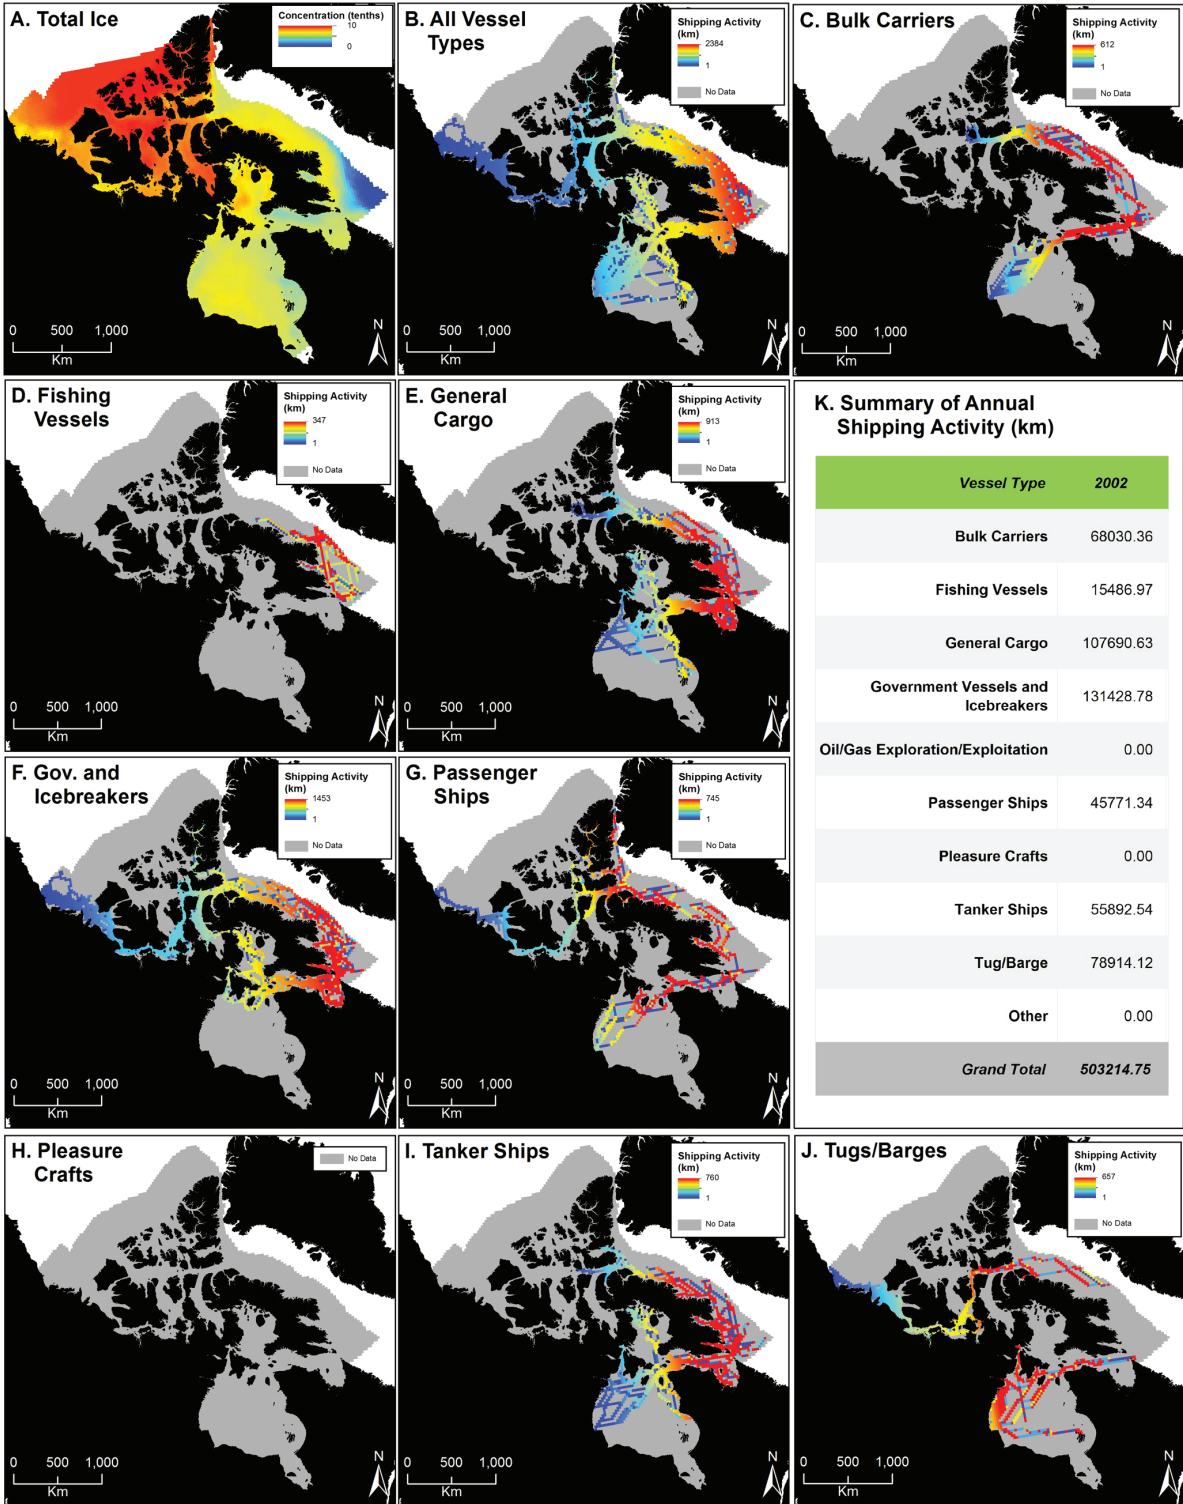 A. Total Ice
Concentration (tenths)
10
0
0 500 1,000
Km
N
B. All Vessel
Types
Shipping Activity
(km)
2384
1
No Data
0 500 1,000
Km
N
C. Bulk Carriers
Shipping Activity
(km)
612
1
No Data
0 500 1,000
Km
N
D. Fishing
Vessels
Shipping Activity
(km)
347
1
No Data
0 500 1,000
Km
N
E. General
Cargo
Shipping Activity
(km)
913
1
No Data
0 500 1,000
Km
N
K. Summary of Annual
Shipping Activity (km)
Vessel Type 2002
Bulk Carriers 68030.36
Fishing Vessels 15486.97
General Cargo 107690.63
Government Vessels and
Icebreakers 131428.78
Oil/Gas Exploration/Exploitation 0.00
Passenger Ships 45771.34
Pleasure Crafts 0.00
Tanker Ships 55892.54
Tug/Barge 78914.12
Other 0.00
Grand Total 503214.75
F. Gov. and
Icebreakers
Shipping Activity
(km)
1453
1
No Data
0 500 1,000
Km
N
G. Passenger
Ships
Shipping Activity
(km)
745
1
No Data
0 500 1,000
Km
N
H. Pleasure
Crafts
No Data
0 500 1,000
Km
N
I. Tanker Ships
Shipping Activity
(km)
760
1
No Data
0 500 1,000
Km
N
J. Tugs/Barges
Shipping Activity
(km)
657
1
No Data
0 500 1,000
Km
N